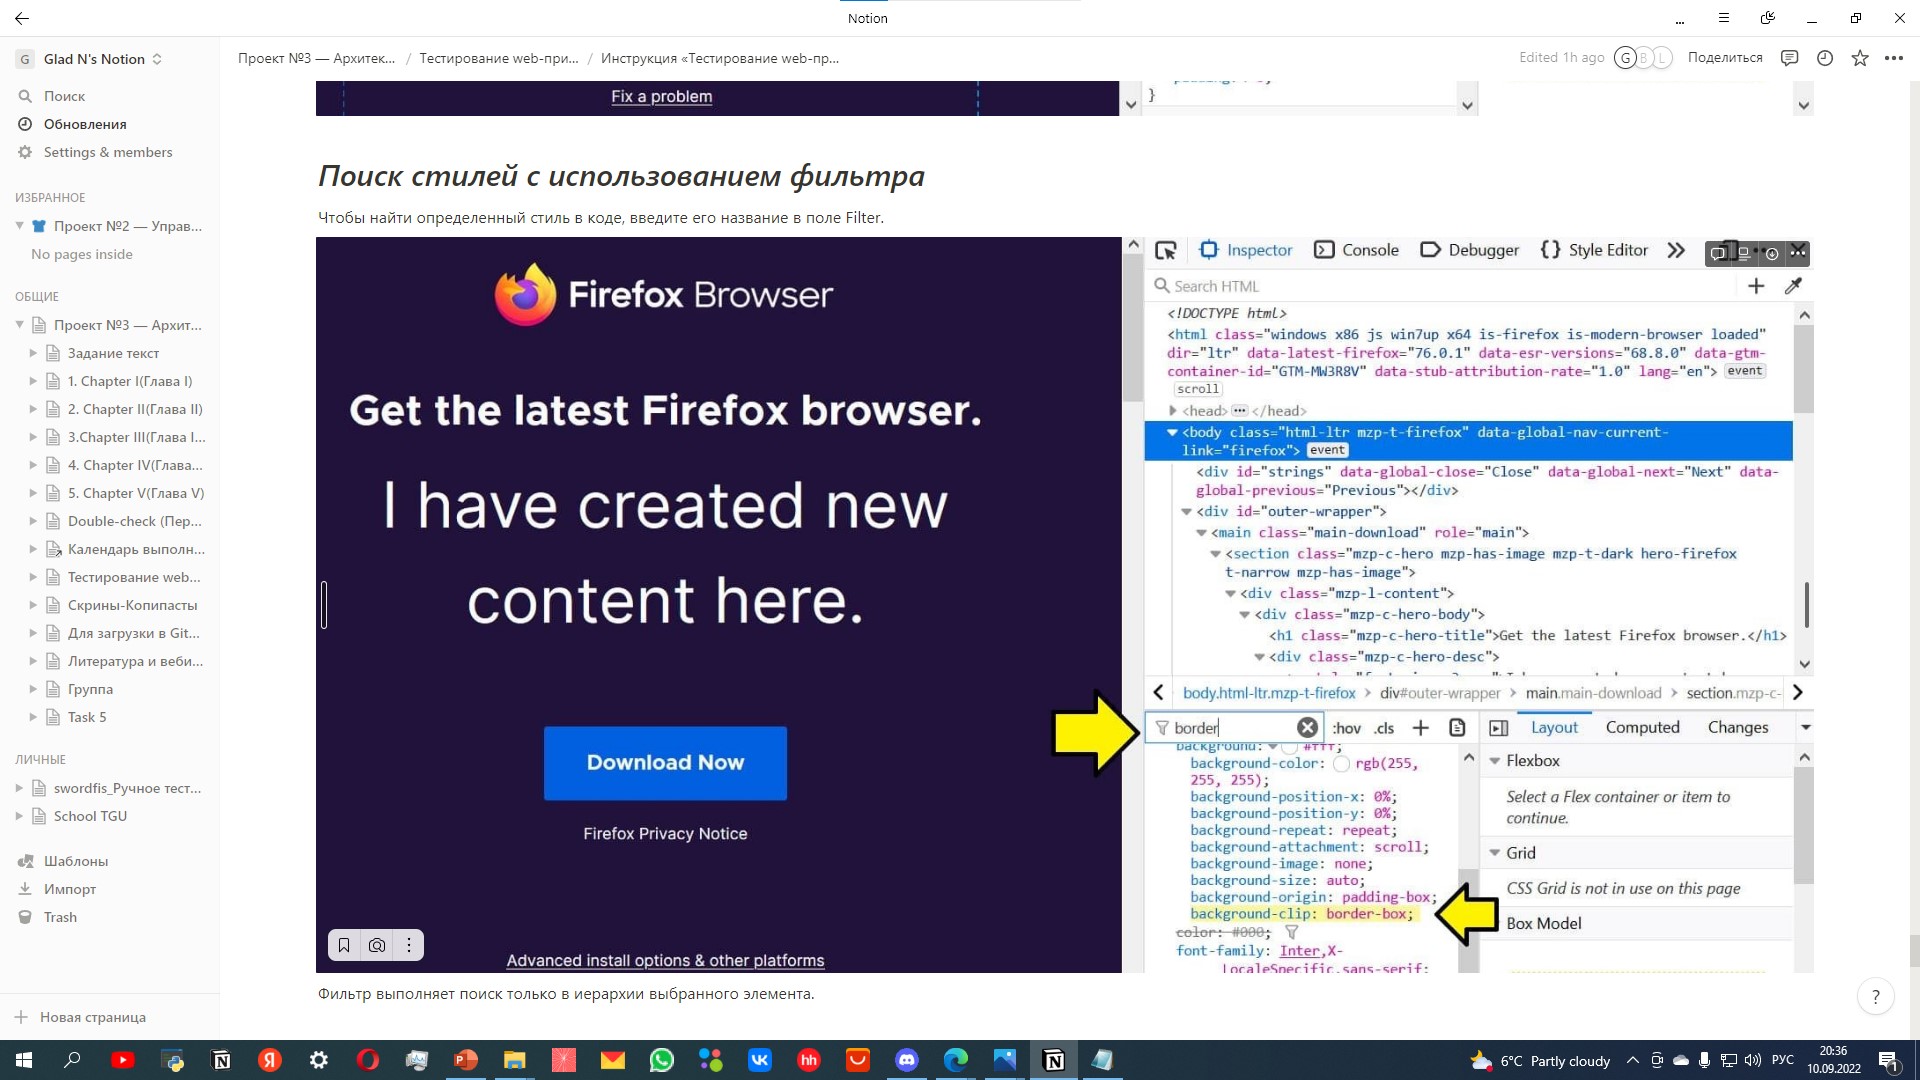 Notion
Glad N's Notion
Проект №3 — Архитек... / Тестирование web-при... / Инструкция «Тестирование web-пр...
Edited 1h ago
G B L
Поделиться
Поиск
Обновления
Settings & members
ИЗБРАННОЕ
Проект №2 — Управ...
No pages inside
ОБЩИЕ
Проект №3 — Архит...
Задание текст
1. Chapter I(Глава I)
2. Chapter II(Глава II)
3.Chapter III(Глава I...
4. Chapter IV(Глава...
5. Chapter V(Глава V)
Double-check (Пер...
Календарь выполн...
Тестирование web...
Скрины-Копипасты
Для загрузки в Git...
Литература и веби...
Группа
Task 5
ЛИЧНЫЕ
swordfis_Ручное тест...
School TGU
Шаблоны
Импорт
Trash
Новая страница
Fix a problem
}
Поиск стилей с использованием фильтра
Чтобы найти определенный стиль в коде, введите его название в поле Filter.
Firefox Browser
Get the latest Firefox browser.
I have created new
content here.
Download Now
Firefox Privacy Notice
Advanced install options & other platforms
Inspector Console Debugger {} Style Editor
Search HTML
<!DOCTYPE html>
<html class="windows x86 js win7up x64 is-firefox is-modern-browser loaded"
dir="ltr" data-latest-firefox="76.0.1" data-esr-versions="68.8.0" data-gtm-
container-id="GTM-MW3R8V" data-stub-attribution-rate="1.0" lang="en"> event
scroll
<head> ••• </head>
<body class="html-ltr mzp-t-firefox" data-global-nav-current-
link="firefox"> event
<div id="strings" data-global-close="Close" data-global-next="Next" data-
global-previous="Previous"></div>
<div id="outer-wrapper">
<main class="main-download" role="main">
<section class="mzp-c-hero mzp-has-image mzp-t-dark hero-firefox
t-narrow mzp-has-image">
<div class="mzp-l-content">
<div class="mzp-c-hero-body">
<h1 class="mzp-c-hero-title">Get the latest Firefox browser.</h1>
<div class="mzp-c-hero-desc">
body.html-ltr.mzp-t-firefox > div#outer-wrapper > main.main-download > section.mzp-c-
border :hov .cls +
Layout Computed Changes
background: #fff;
background-color: rgb(255,
255, 255);
background-position-x: 0%;
background-position-y: 0%;
background-repeat: repeat;
background-attachment: scroll;
background-image: none;
background-size: auto;
background-origin: padding-box;
background-clip: border-box;
color: #000;
font-family: Inter,X-
LocaleSpecific,sans-serif;
Flexbox
Select a Flex container or item to
continue.
Grid
CSS Grid is not in use on this page
Box Model
Фильтр выполняет поиск только в иерархии выбранного элемента.
?
6°C Partly cloudy
РУС
20:36
10.09.2022
1